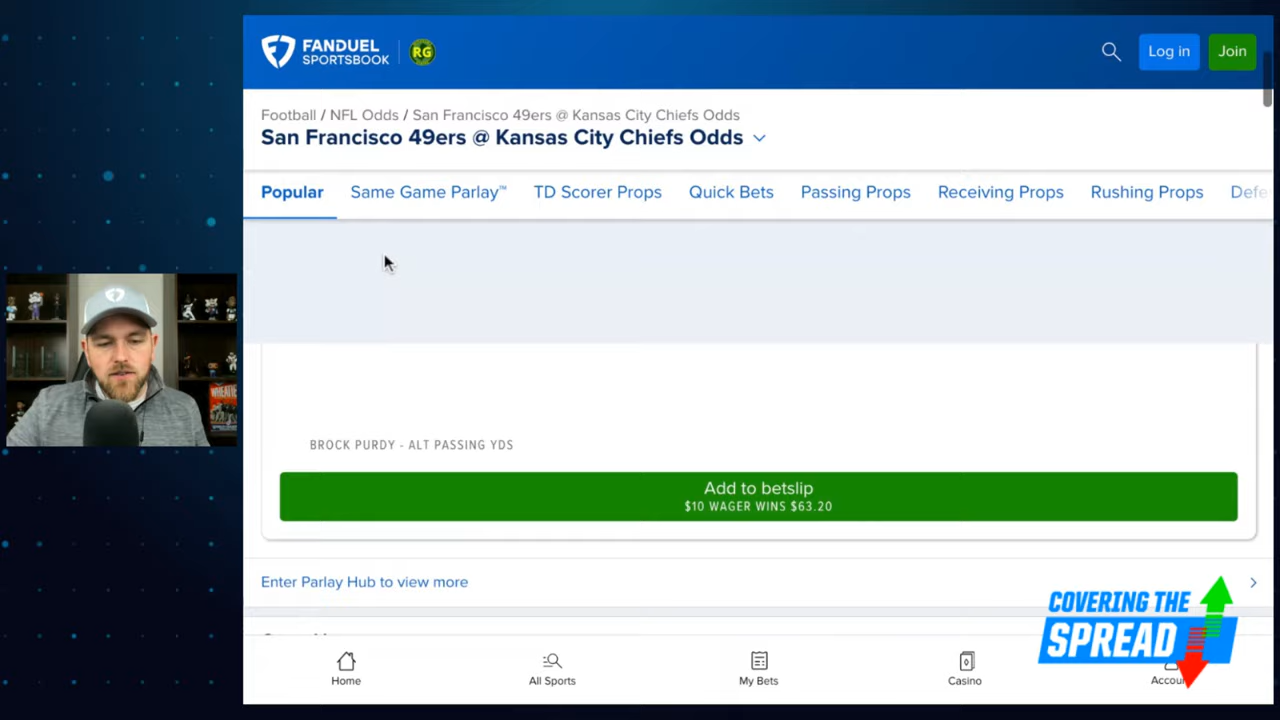 FANDUEL
SPORTSBOOK
RG
Log in
Join
Football / NFL Odds / San Francisco 49ers @ Kansas City Chiefs Odds
San Francisco 49ers @ Kansas City Chiefs Odds
Popular
Same Game Parlay™
TD Scorer Props
Quick Bets
Passing Props
Receiving Props
Rushing Props
Defe
BROCK PURDY - ALT PASSING YDS
Add to betslip
$10 WAGER WINS $63.20
Enter Parlay Hub to view more
COVERING THE
SPREAD
Home
All Sports
My Bets
Casino
Accou
WHEATIES